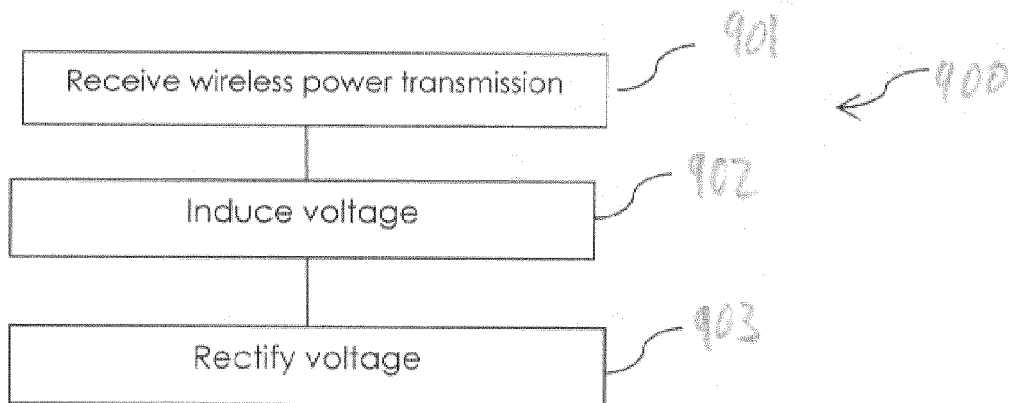 901
Receive wireless power transmission
900
902
Induce voltage
903
Rectify voltage